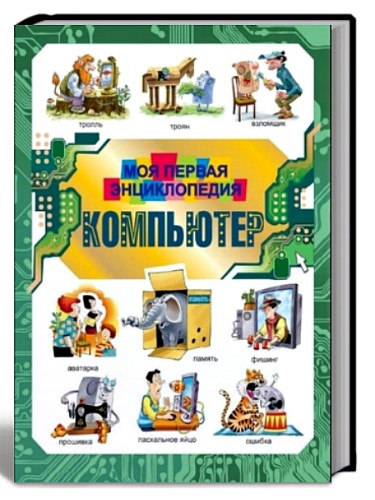 тролль
троян
взломщик
МОЯ ПЕРВАЯ
ЭНЦИКЛОПЕДИЯ
КОМПЬЮТЕР
аватарка
память
фишинг
прошивка
пасхальное яйцо
ошибка